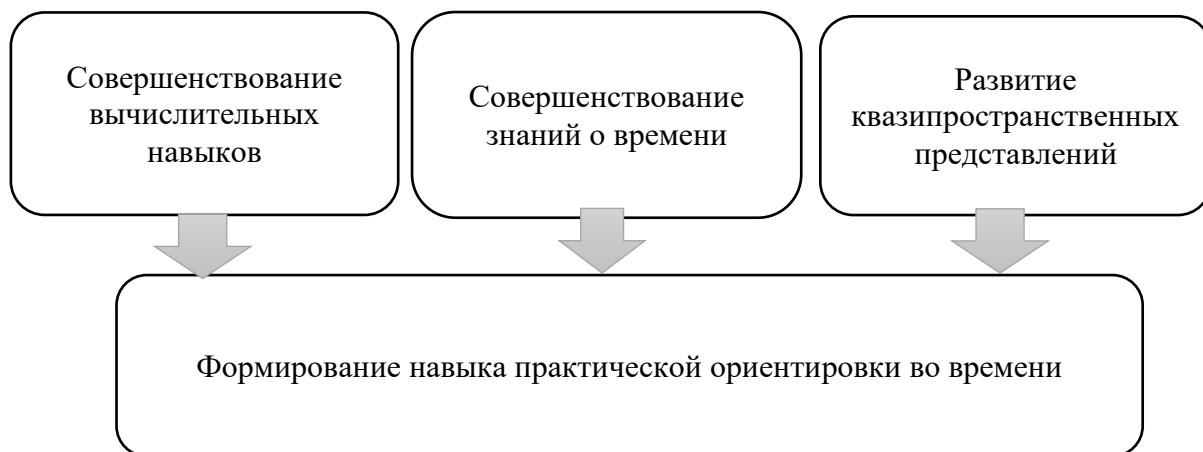 Совершенствование
вычислительных
навыков
Совершенствование
знаний о времени
Развитие
квазипространственных
представлений
Формирование навыка практической ориентировки во времени